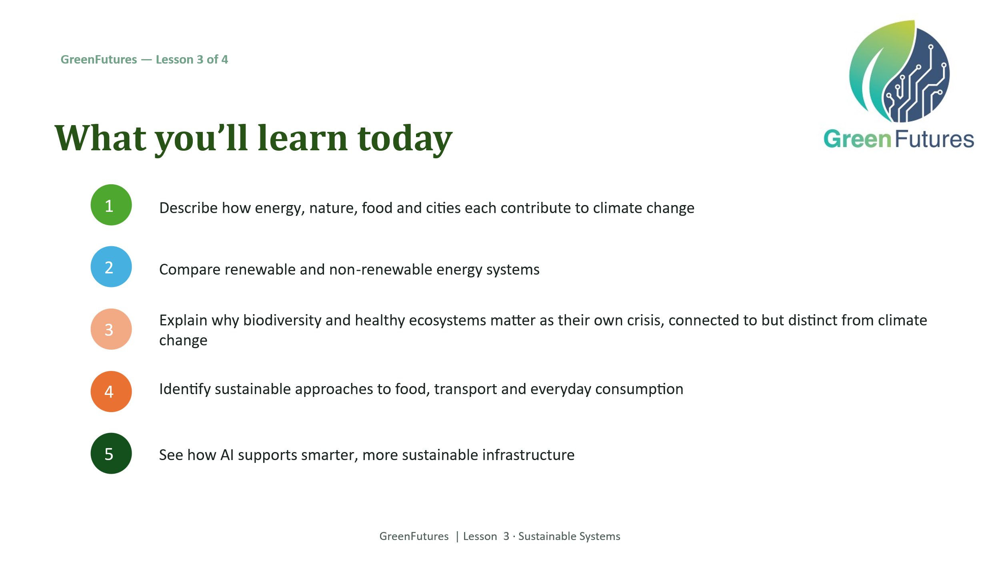 GreenFutures — Lesson 3 of 4
GreenFutures
What you’ll learn today
1
Describe how energy, nature, food and cities each contribute to climate change
2
Compare renewable and non-renewable energy systems
3
Explain why biodiversity and healthy ecosystems matter as their own crisis, connected to but distinct from climate
change
4
Identify sustainable approaches to food, transport and everyday consumption
5
See how AI supports smarter, more sustainable infrastructure
GreenFutures | Lesson 3 · Sustainable Systems